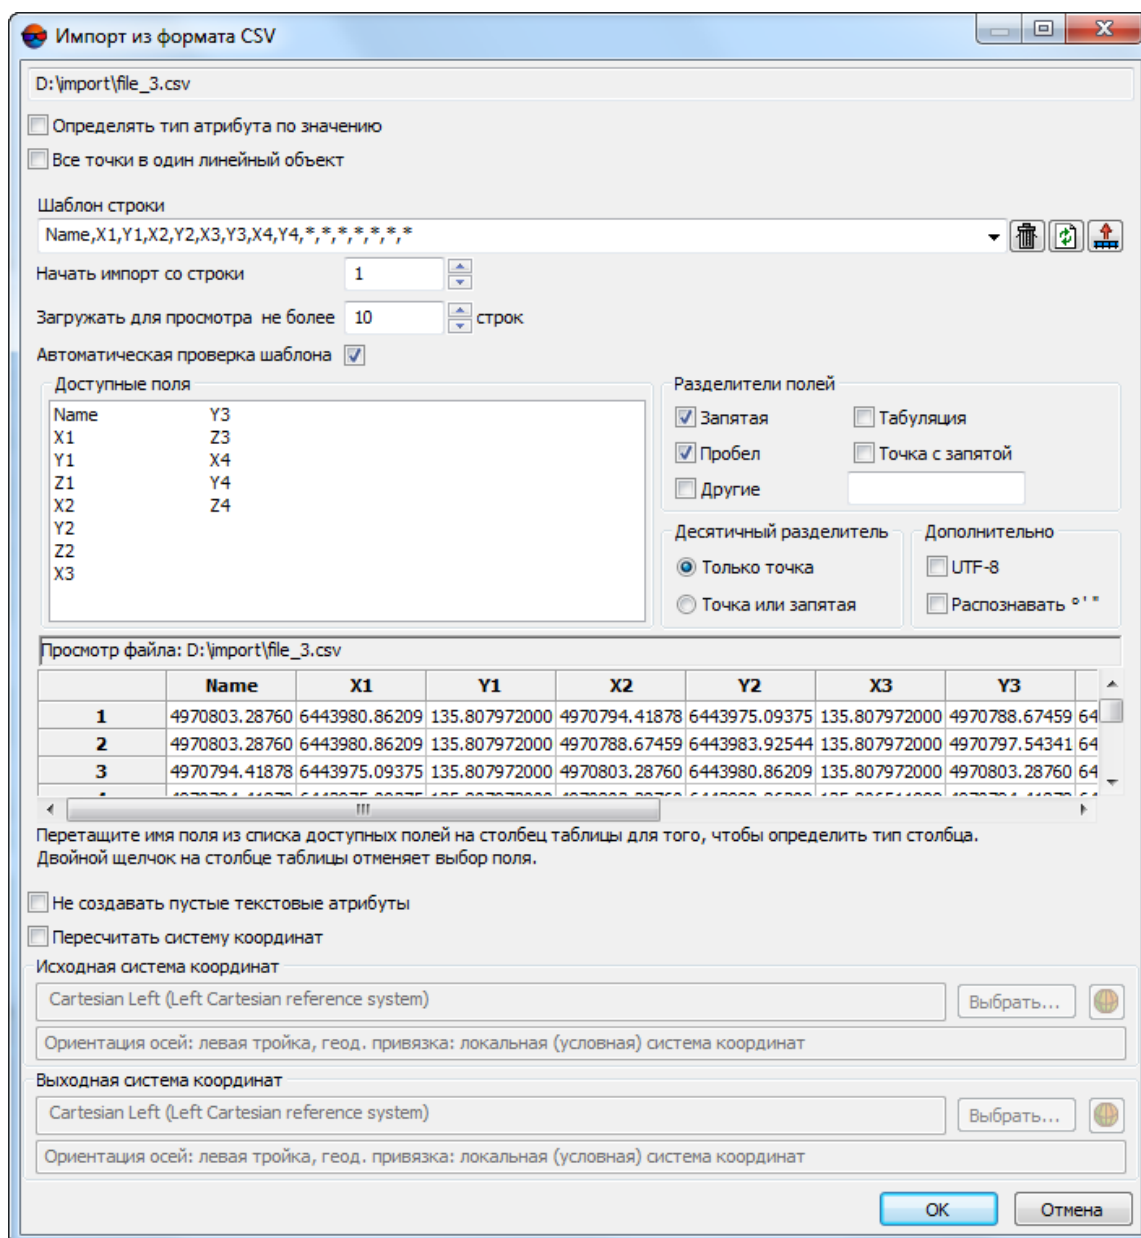 Импорт из формата CSV
D:\import\file_3.csv
Определять тип атрибута по значению
Все точки в один линейный объект
Шаблон строки
Name,X1,Y1,X2,Y2,X3,Y3,X4,Y4,*,*,*,*,*,*,*
Начать импорт со строки 1
Загружать для просмотра не более 10 строк
Автоматическая проверка шаблона
Доступные поля
Name Y3
X1 Z3
Y1 X4
Z1 Y4
X2 Z4
Y2
Z2
X3
Разделители полей
Запятая Табуляция
Пробел Точка с запятой
Другие
Десятичный разделитель
Только точка
Точка или запятая
Дополнительно
UTF-8
Распознавать ° ' "
Просмотр файла: D:\import\file_3.csv
Name X1 Y1 X2 Y2 X3 Y3
1 4970803.28760 6443980.86209 135.807972000 4970794.41878 6443975.09375 135.807972000 4970788.67459 64
2 4970803.28760 6443980.86209 135.807972000 4970788.67459 6443983.92544 135.807972000 4970797.54341 64
3 4970794.41878 6443975.09375 135.807972000 4970803.28760 6443980.86209 135.807972000 4970803.28760 64
Перетащите имя поля из списка доступных полей на столбец таблицы для того, чтобы определить тип столбца.
Двойной щелчок на столбце таблицы отменяет выбор поля.
Не создавать пустые текстовые атрибуты
Пересчитать систему координат
Исходная система координат
Cartesian Left (Left Cartesian reference system) Выбрать...
Ориентация осей: левая тройка, геод. привязка: локальная (условная) система координат
Выходная система координат
Cartesian Left (Left Cartesian reference system) Выбрать...
Ориентация осей: левая тройка, геод. привязка: локальная (условная) система координат
OK Отмена